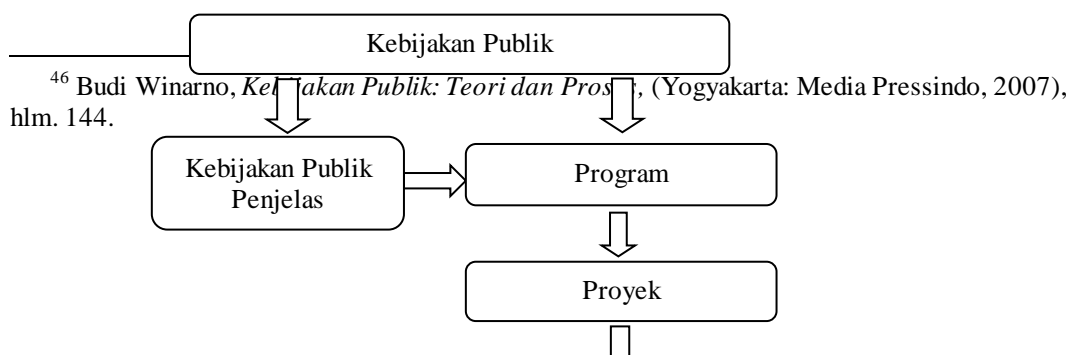 Kebijakan Publik
46 Budi Winarno, Kebijakan Publik: Teori dan Proses, (Yogyakarta: Media Pressindo, 2007),
hlm. 144.
Kebijakan Publik
Penjelas
Program
Proyek